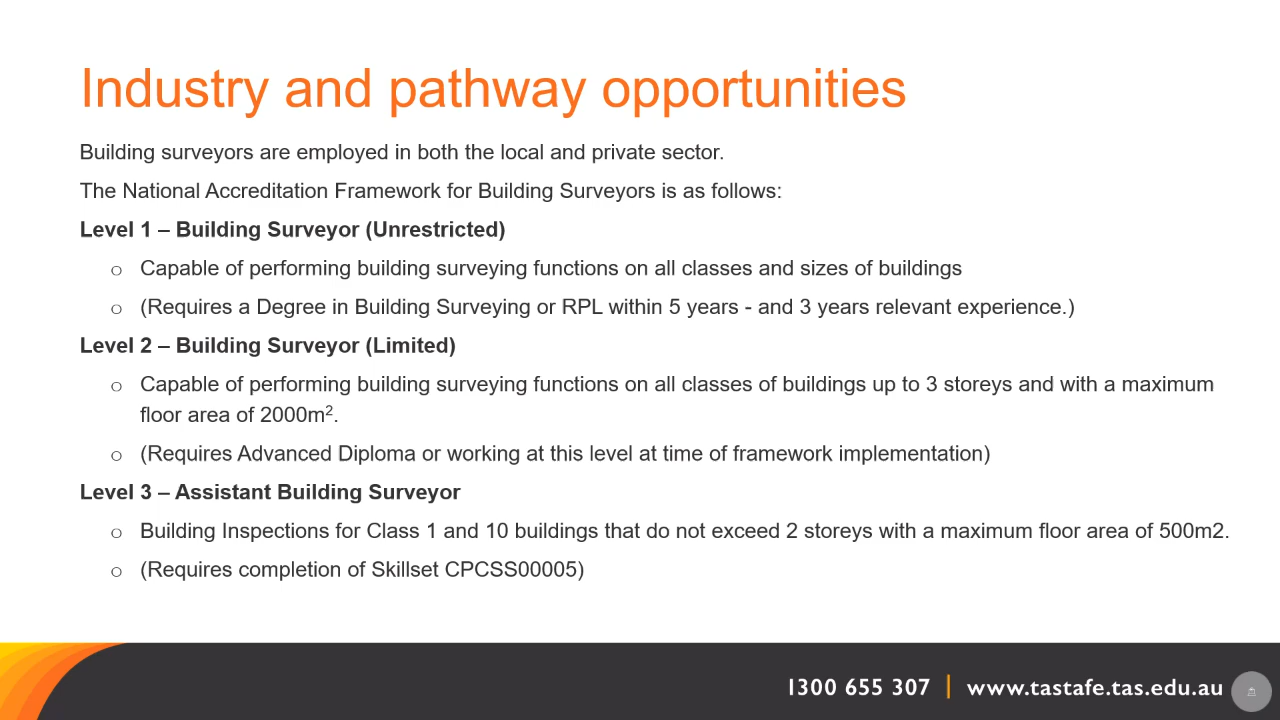 Industry and pathway opportunities
Building surveyors are employed in both the local and private sector.
The National Accreditation Framework for Building Surveyors is as follows:
Level 1 – Building Surveyor (Unrestricted)
o Capable of performing building surveying functions on all classes and sizes of buildings
o (Requires a Degree in Building Surveying or RPL within 5 years - and 3 years relevant experience.)
Level 2 – Building Surveyor (Limited)
o Capable of performing building surveying functions on all classes of buildings up to 3 storeys and with a maximum
floor area of 2000m².
o (Requires Advanced Diploma or working at this level at time of framework implementation)
Level 3 – Assistant Building Surveyor
o Building Inspections for Class 1 and 10 buildings that do not exceed 2 storeys with a maximum floor area of 500m2.
o (Requires completion of Skillset CPCSS00005)
1300 655 307 | www.tastafe.tas.edu.au